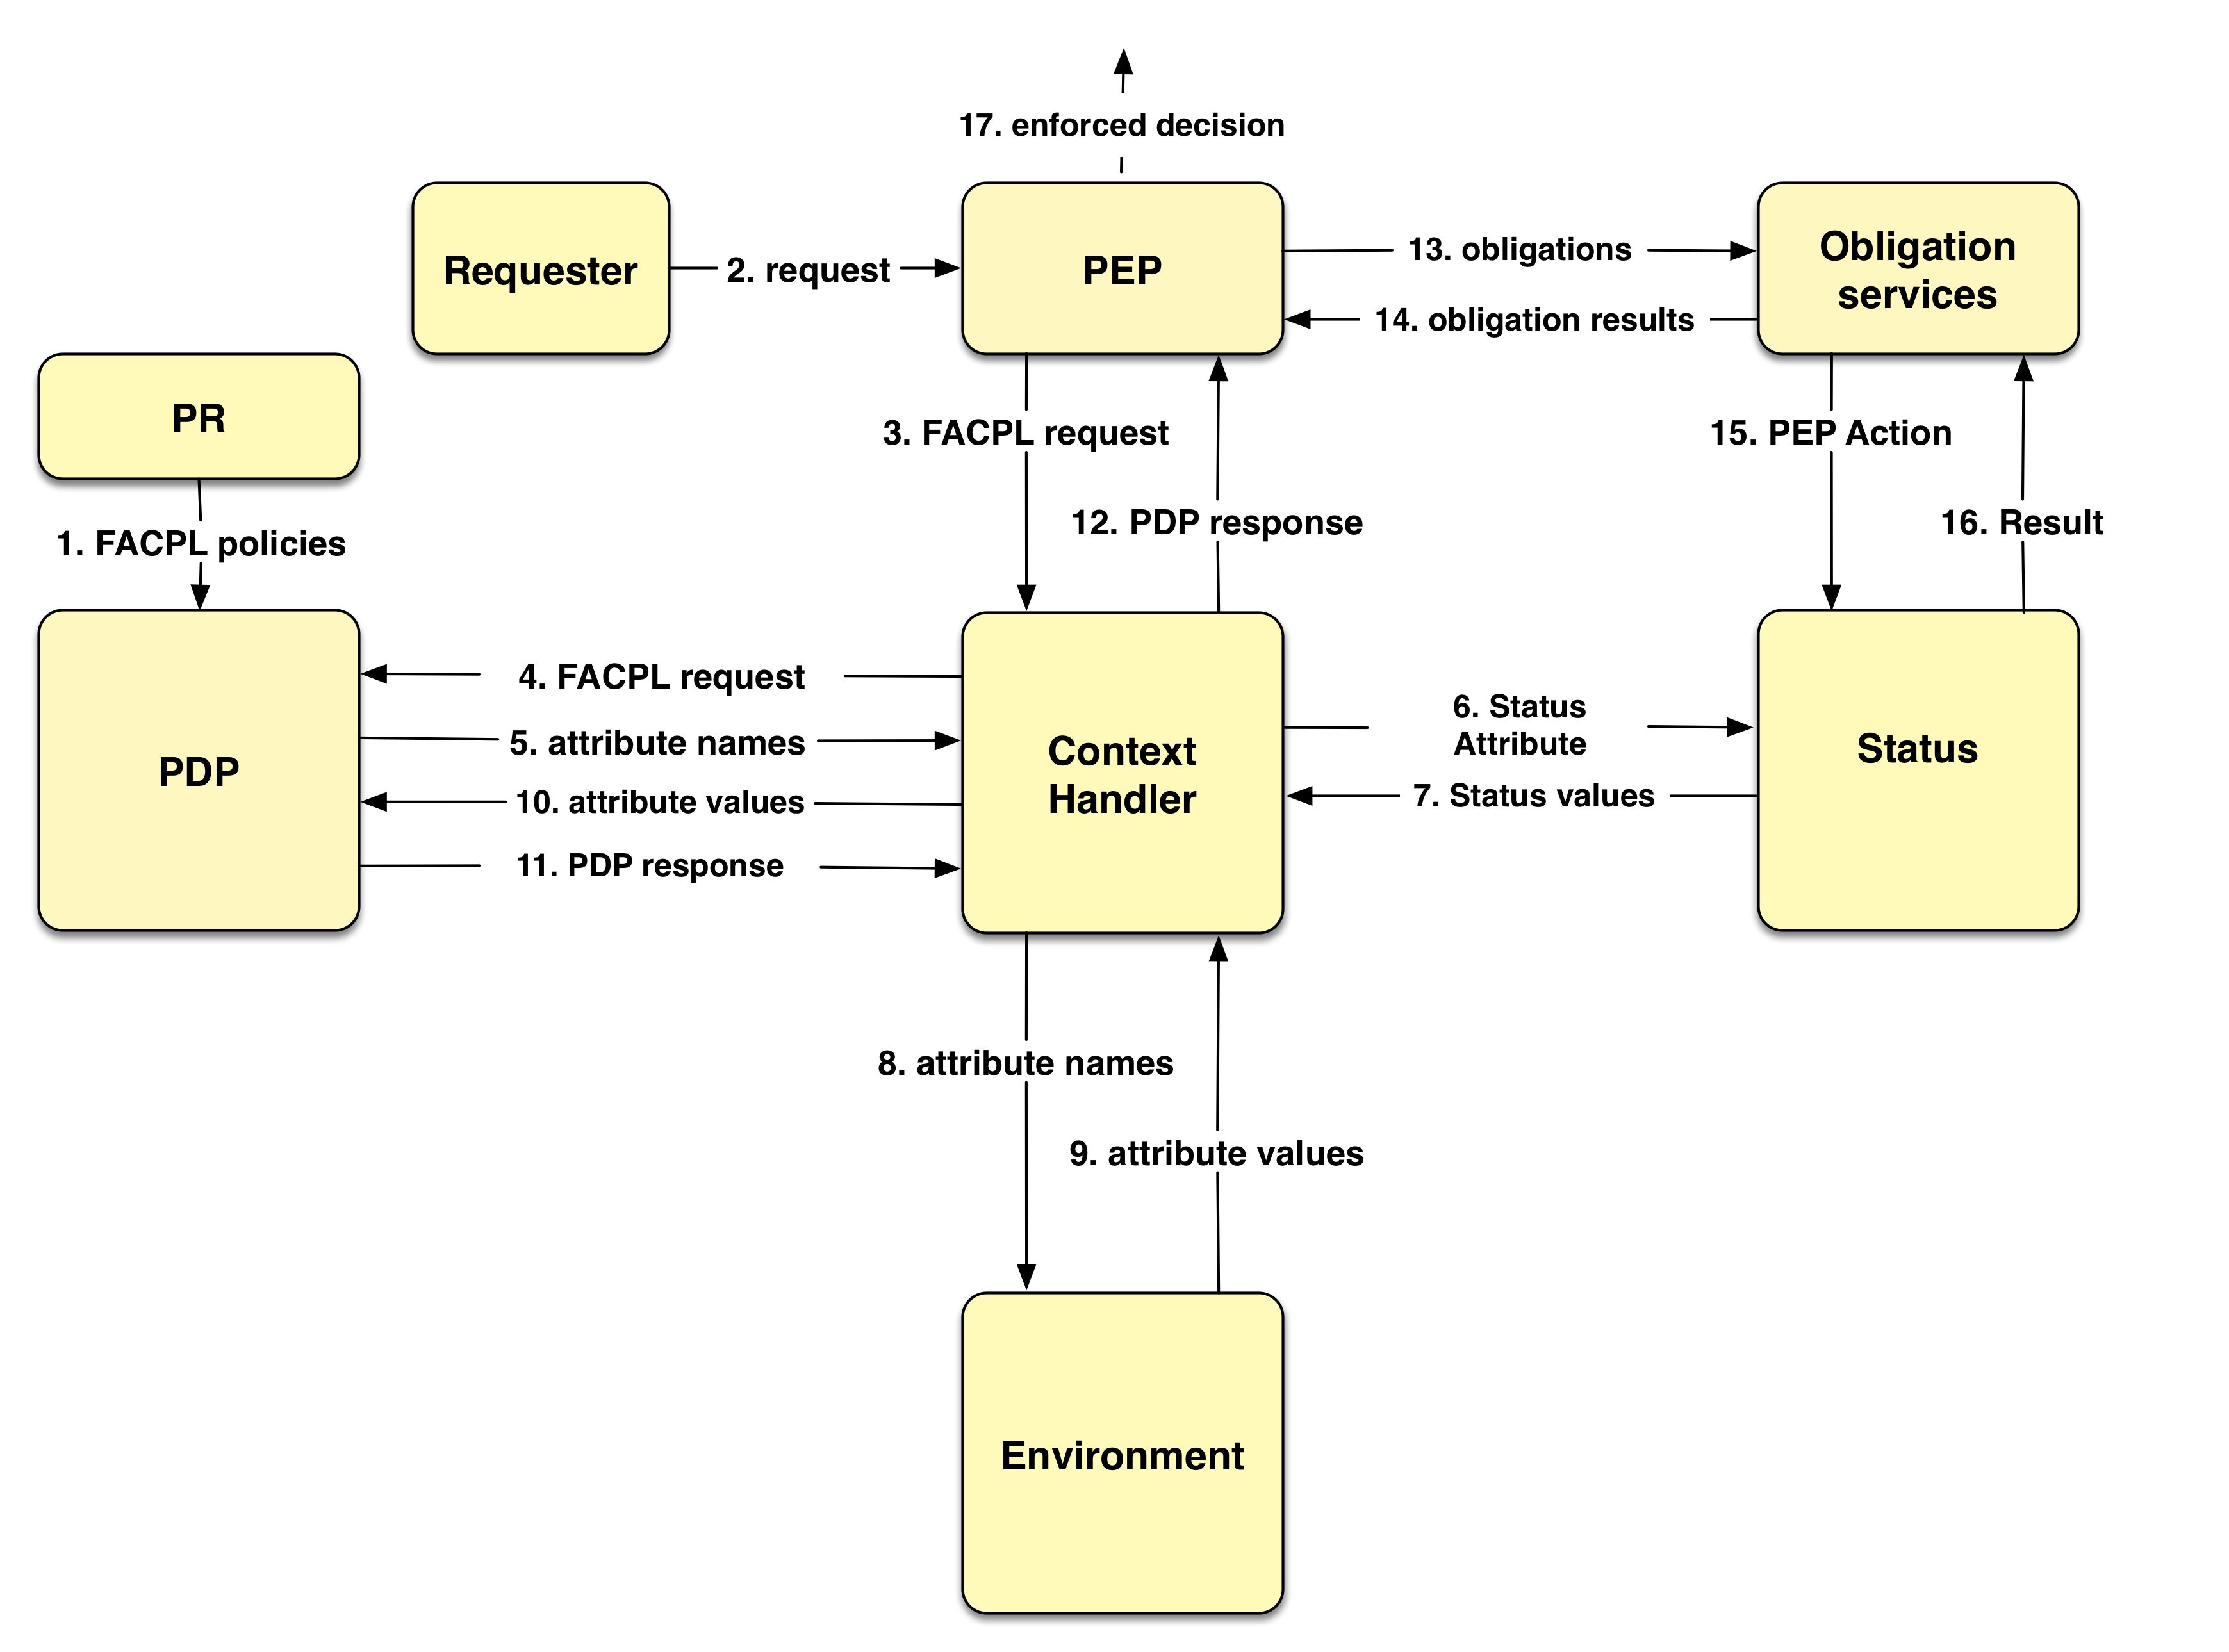 17. enforced decision
Requester
2. request
PEP
13. obligations
14. obligation results
Obligation
services
PR
1. FACPL policies
3. FACPL request
12. PDP response
15. PEP Action
16. Result
PDP
4. FACPL request
5. attribute names
10. attribute values
11. PDP response
Context
Handler
6. Status
Attribute
7. Status values
Status
8. attribute names
9. attribute values
Environment